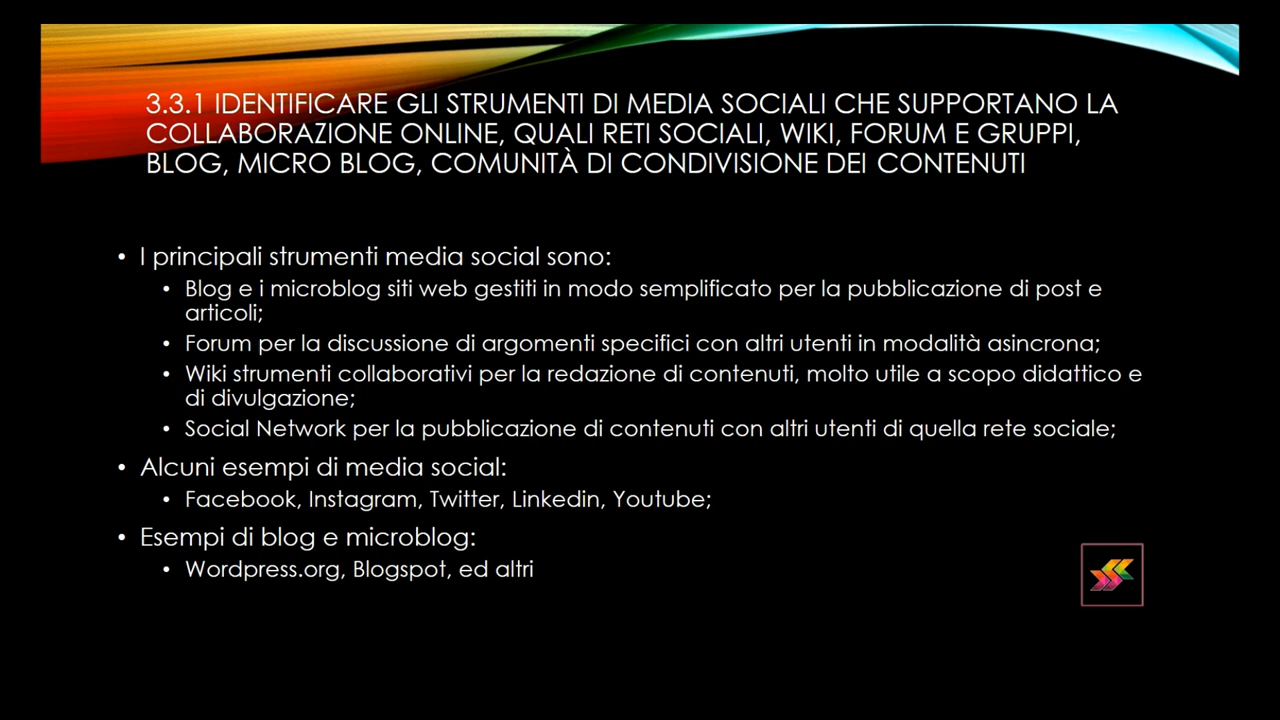 3.3.1 IDENTIFICARE GLI STRUMENTI DI MEDIA SOCIALI CHE SUPPORTANO LA
COLLABORAZIONE ONLINE, QUALI RETI SOCIALI, WIKI, FORUM E GRUPPI,
BLOG, MICRO BLOG, COMUNITÀ DI CONDIVISIONE DEI CONTENUTI
• I principali strumenti media social sono:
• Blog e i microblog siti web gestiti in modo semplificato per la pubblicazione di post e
articoli;
• Forum per la discussione di argomenti specifici con altri utenti in modalità asincrona;
• Wiki strumenti collaborativi per la redazione di contenuti, molto utile a scopo didattico e
di divulgazione;
• Social Network per la pubblicazione di contenuti con altri utenti di quella rete sociale;
• Alcuni esempi di media social:
• Facebook, Instagram, Twitter, Linkedin, Youtube;
• Esempi di blog e microblog:
• Wordpress.org, Blogspot, ed altri